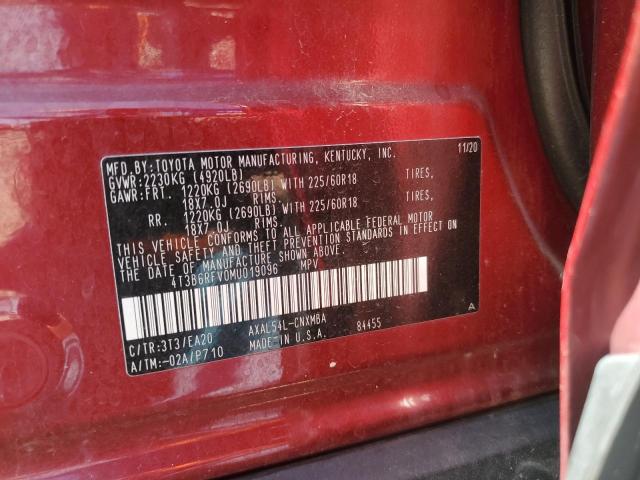 MFD.BY:TOYOTA MOTOR MANUFACTURING, KENTUCKY, INC. 11/20
GVWR:2230KG (4920LB)
GAWR:FRT. 1220KG (2690LB) WITH 225/60R18 TIRES,
18X7.0J RIMS.
RR. 1220KG (2690LB) WITH 225/60R18 TIRES,
18X7.0J RIMS.
THIS VEHICLE CONFORMS TO ALL APPLICABLE FEDERAL MOTOR
VEHICLE SAFETY AND THEFT PREVENTION STANDARDS IN EFFECT ON
THE DATE OF MANUFACTURE SHOWN ABOVE.
4T3B6RFV0MU019096 MPV
C/TR:3T3/EA20 AXAL54L-CNXMBA A
A/TM:-02A/P710 MADE IN U.S.A. 84455